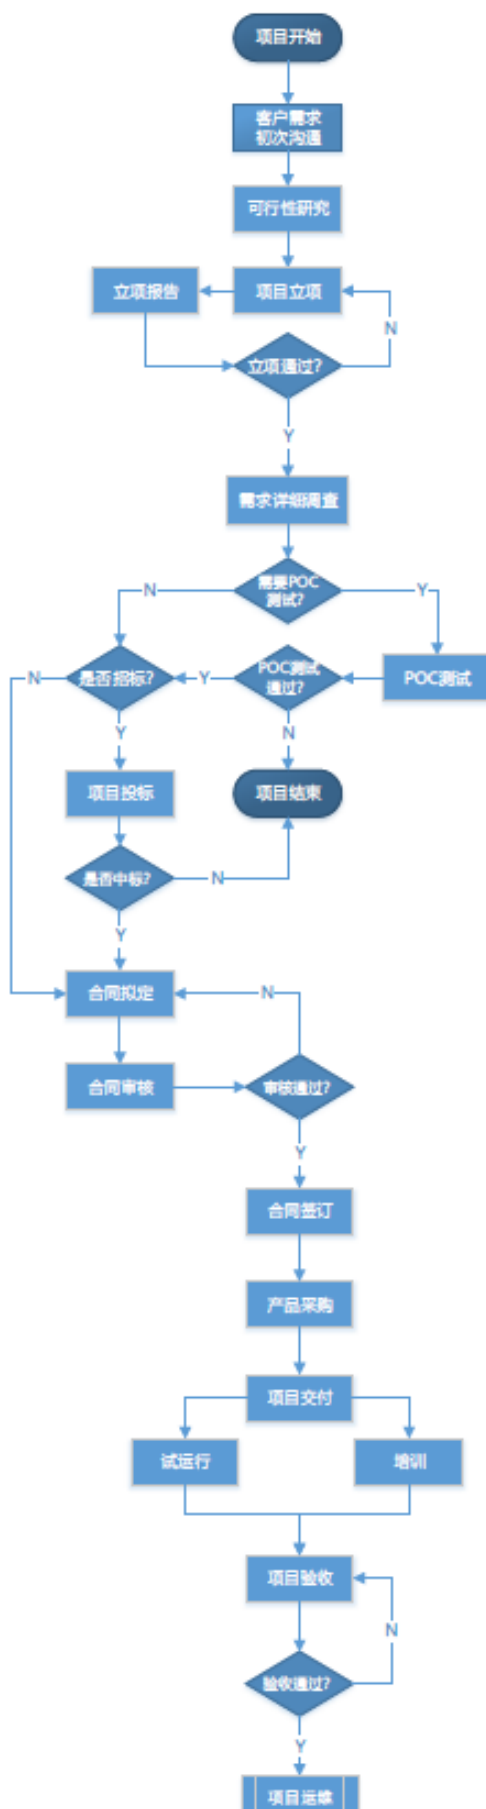 项目开始
客户需求
初次沟通
可行性研究
立项报告
项目立项
N
立项通过?
Y
需求详细调查
需要POC
测试?
N
Y
是否招标?
N
Y
POC测试
通过?
POC测试
Y
N
项目投标
项目结束
是否中标?
N
Y
合同拟定
N
合同审核
审核通过?
Y
合同签订
产品采购
项目交付
试运行
培训
项目验收
N
验收通过?
Y
项目运维